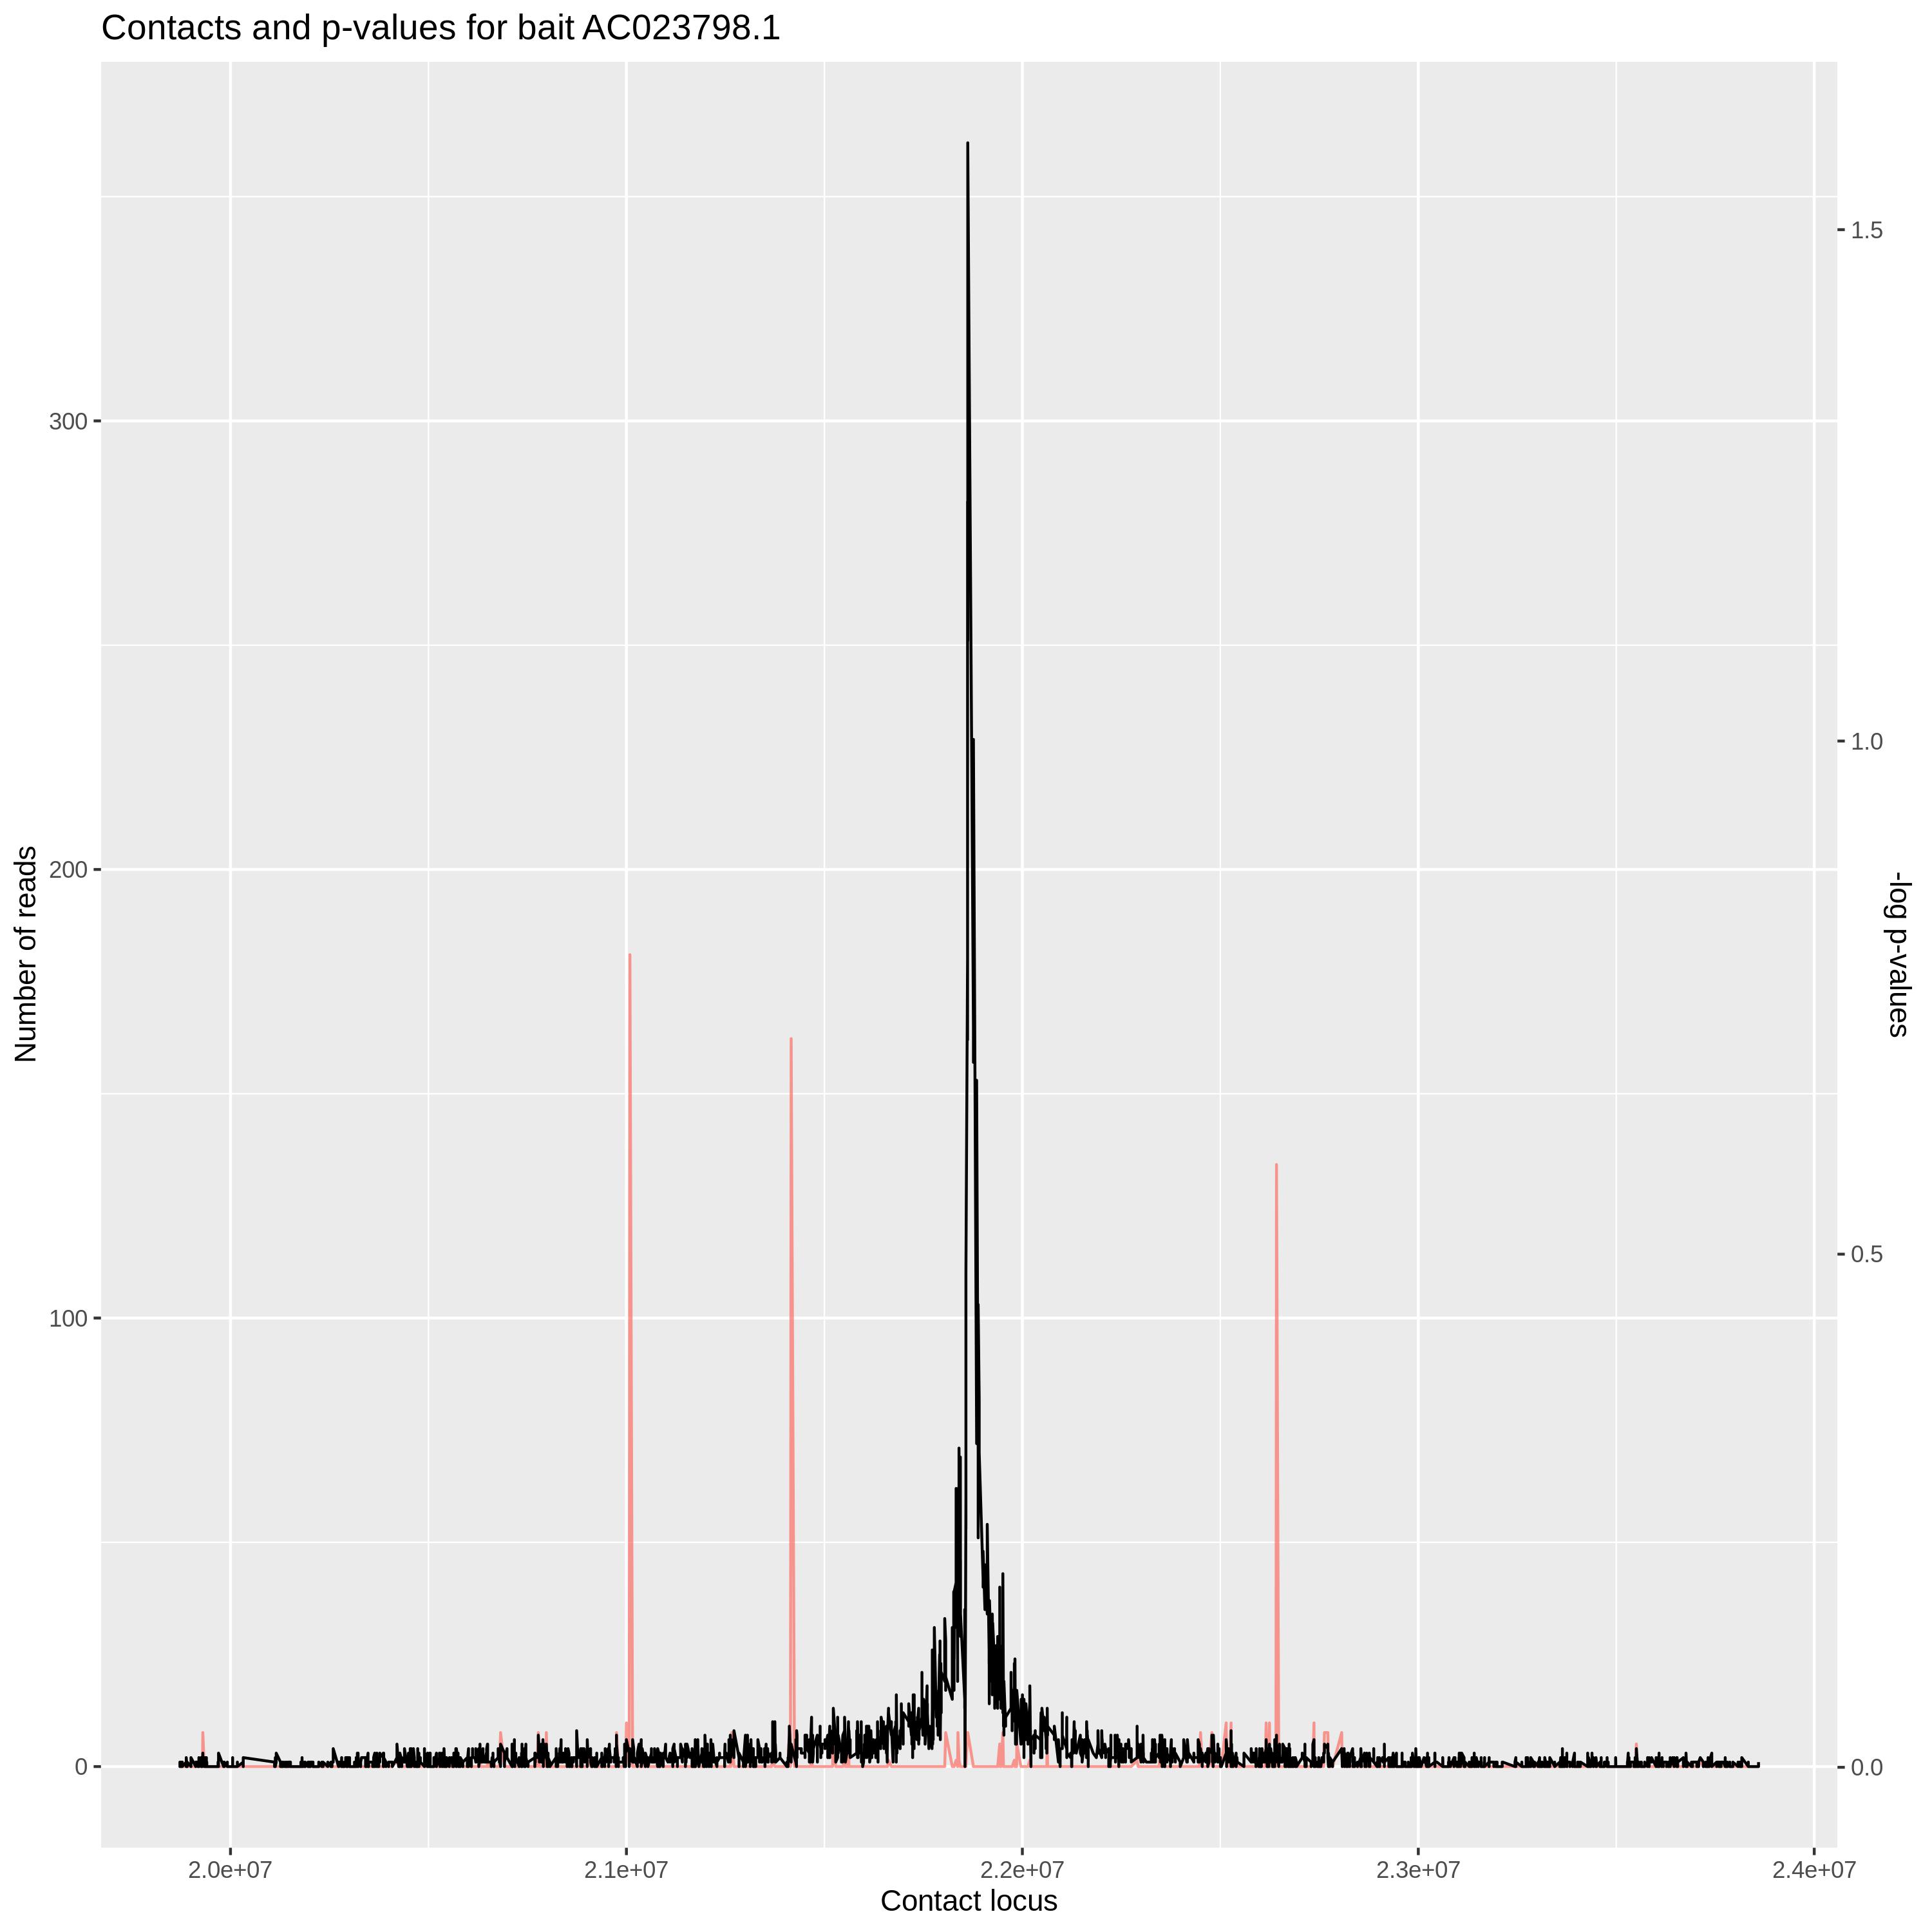 Contacts and p-values for bait AC023798.1
Number of reads
300
200
100
0
1.5
1.0
0.5
0.0
-log p-values
2.0e+07
2.1e+07
2.2e+07
2.3e+07
2.4e+07
Contact locus